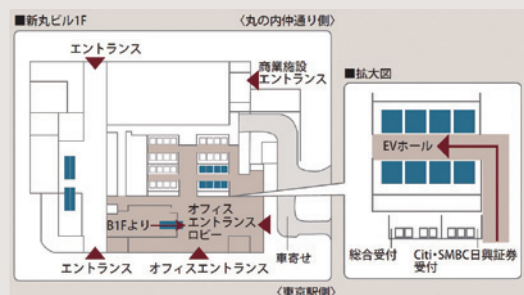 ■新丸ビル1F
〈丸の内仲通り側〉
エントランス
商業施設
エントランス
B1Fより
オフィス
エントランス
ロビー
車寄せ
エントランス
オフィスエントランス
〈東京駅側〉
■拡大図
EVホール
総合受付
Citi・SMBC日興証券
受付